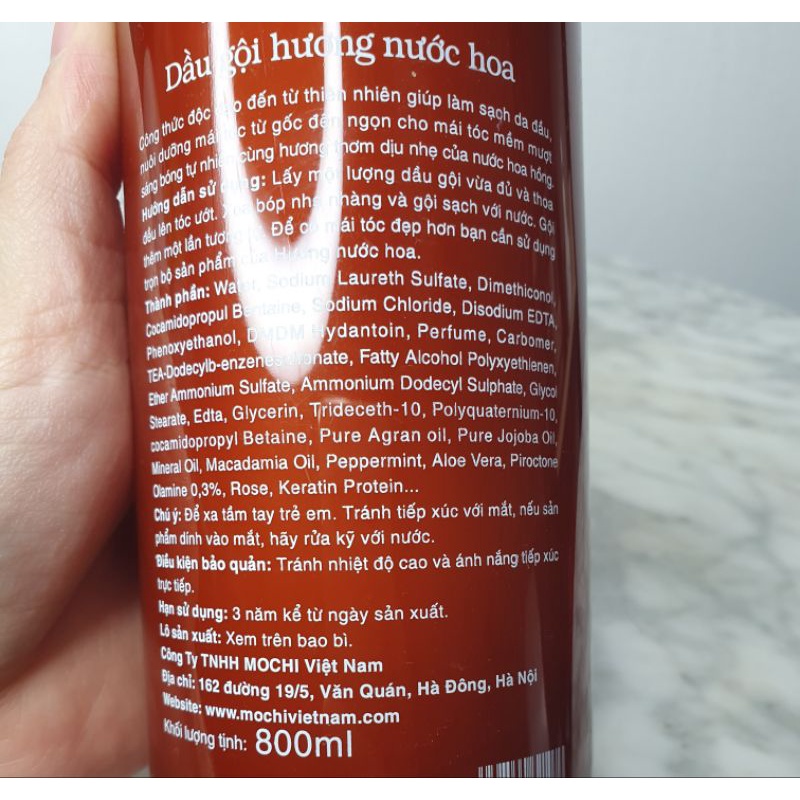 Dầu gội hương nước hoa
Công thức độc đến từ thiên nhiên giúp làm sạch da đầu,
nuôi dưỡng mái từ gốc đến ngọn cho mái tóc mềm mượt
sáng bóng tự nhiên cùng hương thơm dịu nhẹ của nước hoa hồng.
Hướng dẫn sử dụng: Lấy một lượng dầu gội vừa đủ và thoa
đều lên tóc ướt. bóp nhẹ nhàng và gội sạch với nước. Gội
thêm một lần tương Để có mái tóc đẹp hơn bạn cần sử dụng
trọn bộ sản phẩm của Hương nước hoa.
Thành phần: Water, Sodium Laureth Sulfate, Dimethiconol,
Cocamidopropul Bentaine, Sodium Chloride, Disodium EDTA,
Phenoxyethanol, DMDM Hydantoin, Perfume, Carbomer,
TEA-Dodecylb-enzenesulfonate, Fatty Alcohol Polyxyethienen,
Ether Ammonium Sulfate, Ammonium Dodecyl Sulphate, Glycol
Stearate, Edta, Glycerin, Trideceth-10, Polyquaternium-10,
cocamidopropyl Betaine, Pure Agran oil, Pure Jojoba Oil,
Mineral Oil, Macadamia Oil, Peppermint, Aloe Vera, Piroctone
Olamine 0,3%, Rose, Keratin Protein...
Chú ý: Để xa tầm tay trẻ em. Tránh tiếp xúc với mắt, nếu sản
phẩm dính vào mắt, hãy rửa kỹ với nước.
Điều kiện bảo quản: Tránh nhiệt độ cao và ánh nắng tiếp xúc
trực tiếp.
Hạn sử dụng: 3 năm kể từ ngày sản xuất.
Lô sản xuất: Xem trên bao bì.
Công Ty TNHH MOCHI Việt Nam
Địa chỉ: 162 đường 19/5, Văn Quán, Hà Đông, Hà Nội
Website: www.mochivietnam.com
Khối lượng tịnh: 800ml